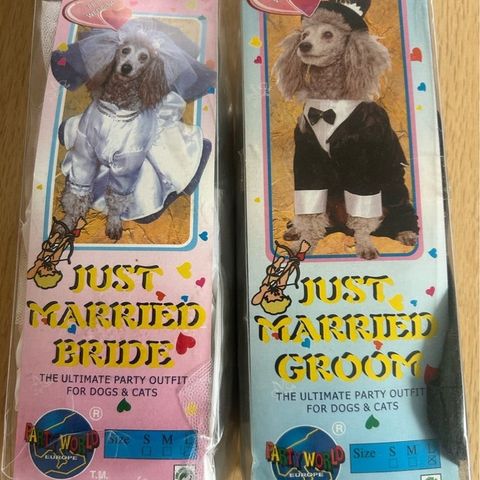 JUST
MARRIED
BRIDE
THE ULTIMATE PARTY OUTFIT
FOR DOGS & CATS
®
PARTY WORLD
EUROPE
T.M.
Size S M L
JUST
MARRIED
GROOM
THE ULTIMATE PARTY OUTFIT
FOR DOGS & CATS
®
PARTY WORLD
EUROPE
Size S M L